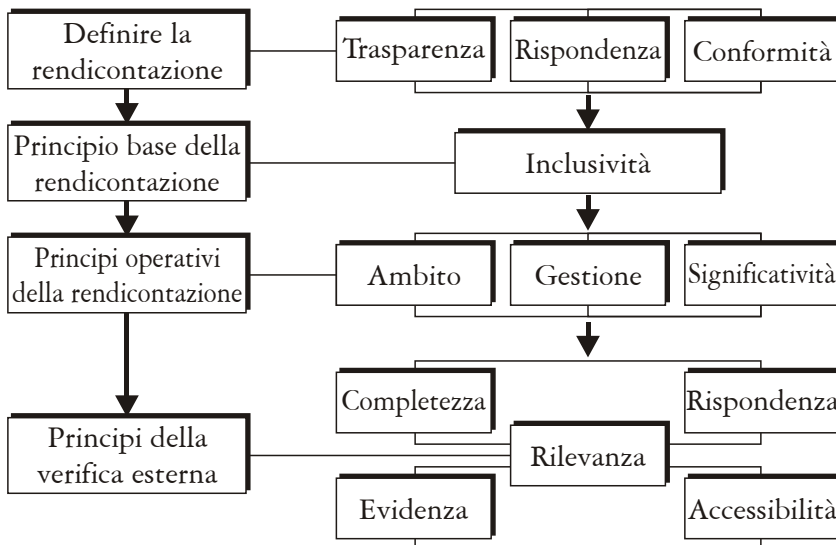 Definire la
rendicontazione
Trasparenza
Rispondenza
Conformità
Principio base della
rendicontazione
Inclusività
Principi operativi
della rendicontazione
Ambito
Gestione
Significatività
Completezza
Rispondenza
Principi della
verifica esterna
Rilevanza
Evidenza
Accessibilità